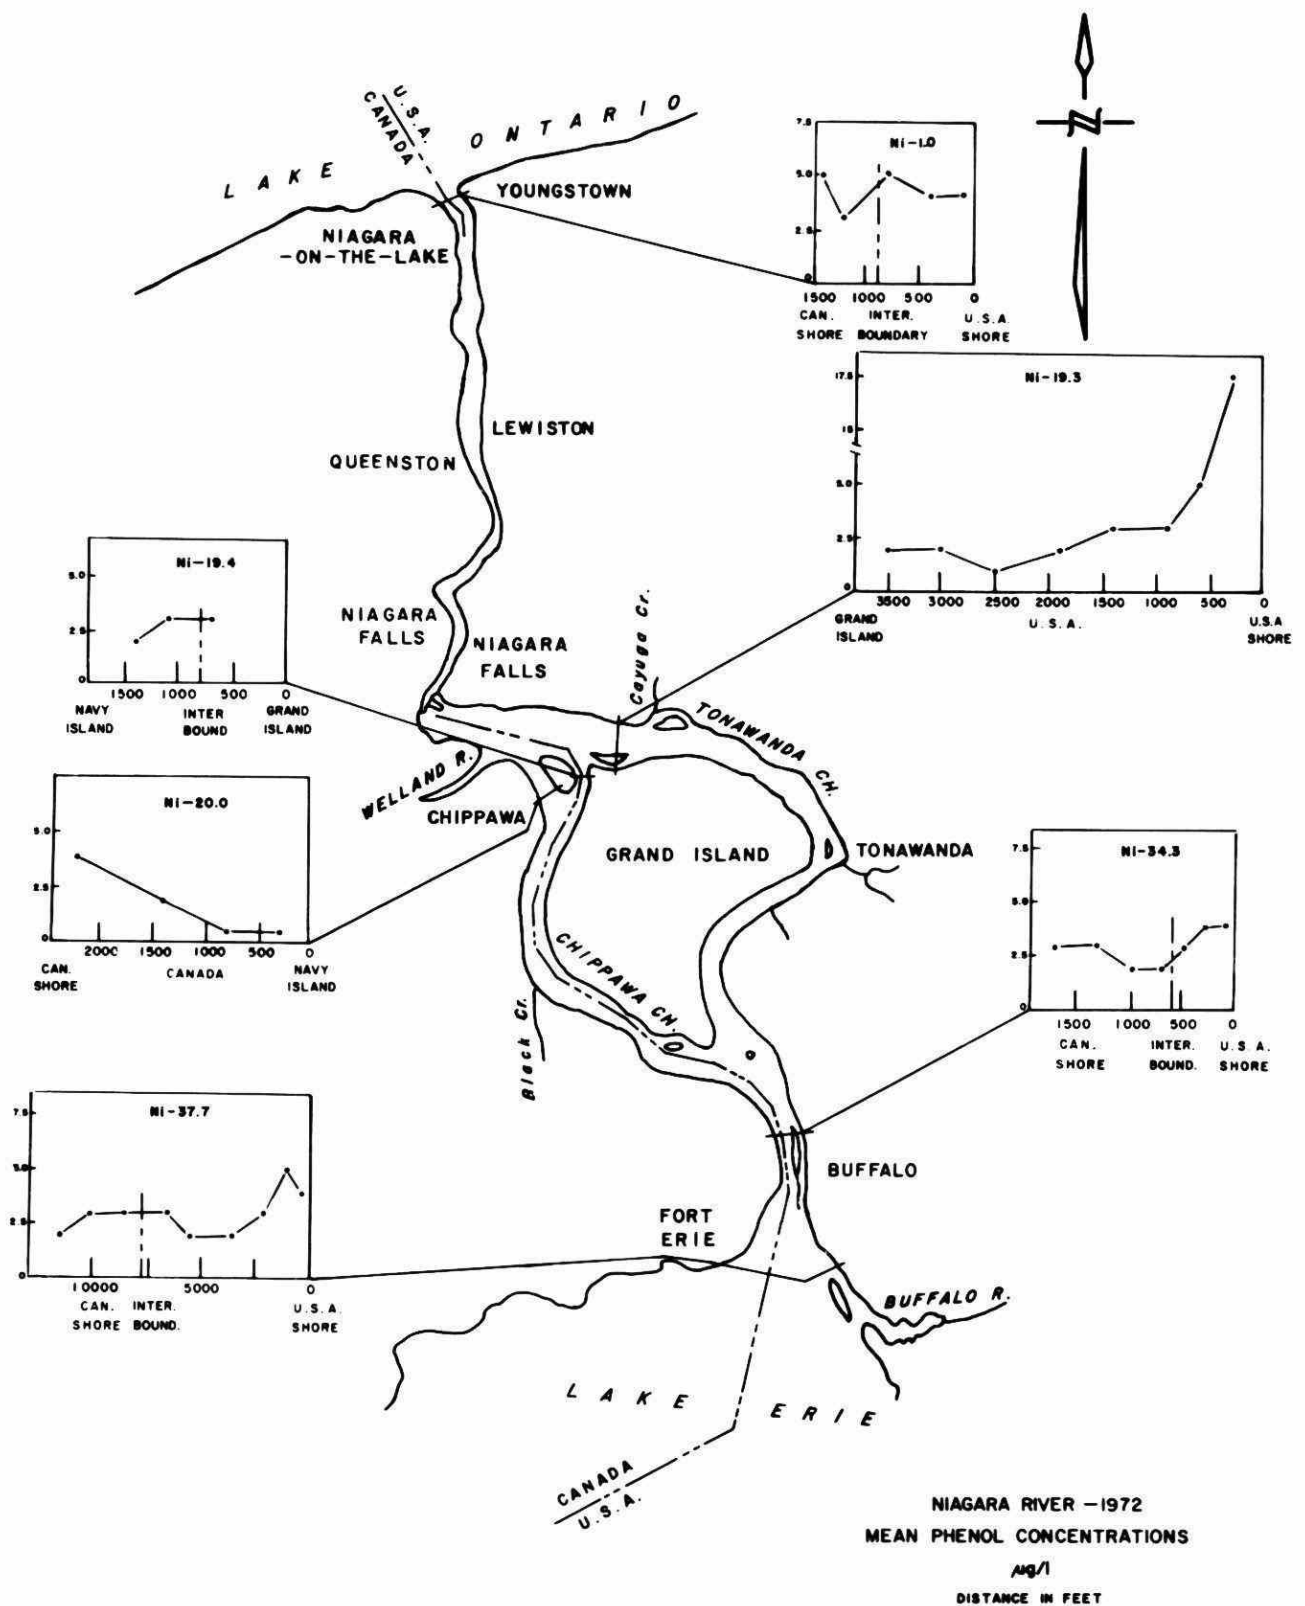 U.S.A.
CANADA
LAKE ONTARIO
YOUNGSTOWN
NIAGARA
-ON-THE-LAKE
N
Ni-1.0
7.5
5.0
2.5
0
1500 1000 500 0
CAN. INTER. U.S.A.
SHORE BOUNDARY SHORE
Ni-19.3
17.5
15
5.0
2.5
0
3500 3000 2500 2000 1500 1000 500 0
GRAND U.S.A. U.S.A
ISLAND SHORE
LEWISTON
QUEENSTON
Ni-19.4
5.0
2.5
0
1500 1000 500 0
NAVY INTER GRAND
ISLAND BOUND ISLAND
NIAGARA
FALLS
NIAGARA
FALLS
Cayuga Cr.
TONAWANDA CH.
WELLAND R.
CHIPPAWA
GRAND ISLAND
TONAWANDA
Ni-20.0
5.0
2.5
0
2000 1500 1000 500 0
CAN. CANADA NAVY
SHORE ISLAND
Ni-34.3
7.5
5.0
2.5
0
1500 1000 500 0
CAN. INTER. U.S.A.
SHORE BOUND. SHORE
CHIPPAWA CH.
Black Cr.
Ni-37.7
7.5
5.0
2.5
0
10000 5000 0
CAN. INTER. U.S.A.
SHORE BOUND. SHORE
BUFFALO
FORT
ERIE
BUFFALO R.
LAKE ERIE
CANADA
U.S.A.
NIAGARA RIVER -1972
MEAN PHENOL CONCENTRATIONS
µg/l
DISTANCE IN FEET